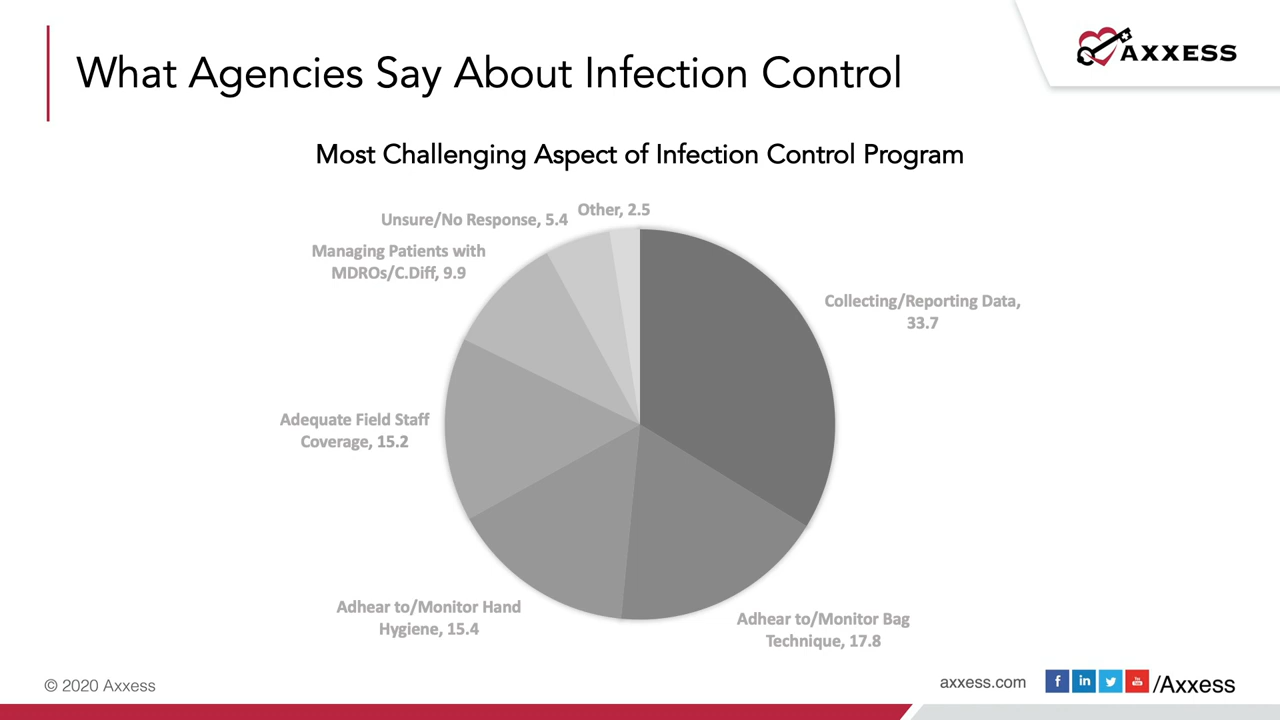 What Agencies Say About Infection Control
AXXESS
Most Challenging Aspect of Infection Control Program
Other, 2.5
Unsure/No Response, 5.4
Managing Patients with
MDROs/C.Diff, 9.9
Collecting/Reporting Data,
33.7
Adequate Field Staff
Coverage, 15.2
Adhear to/Monitor Hand
Hygiene, 15.4
Adhear to/Monitor Bag
Technique, 17.8
© 2020 Axxess
axxess.com f in You Tube /Axxess